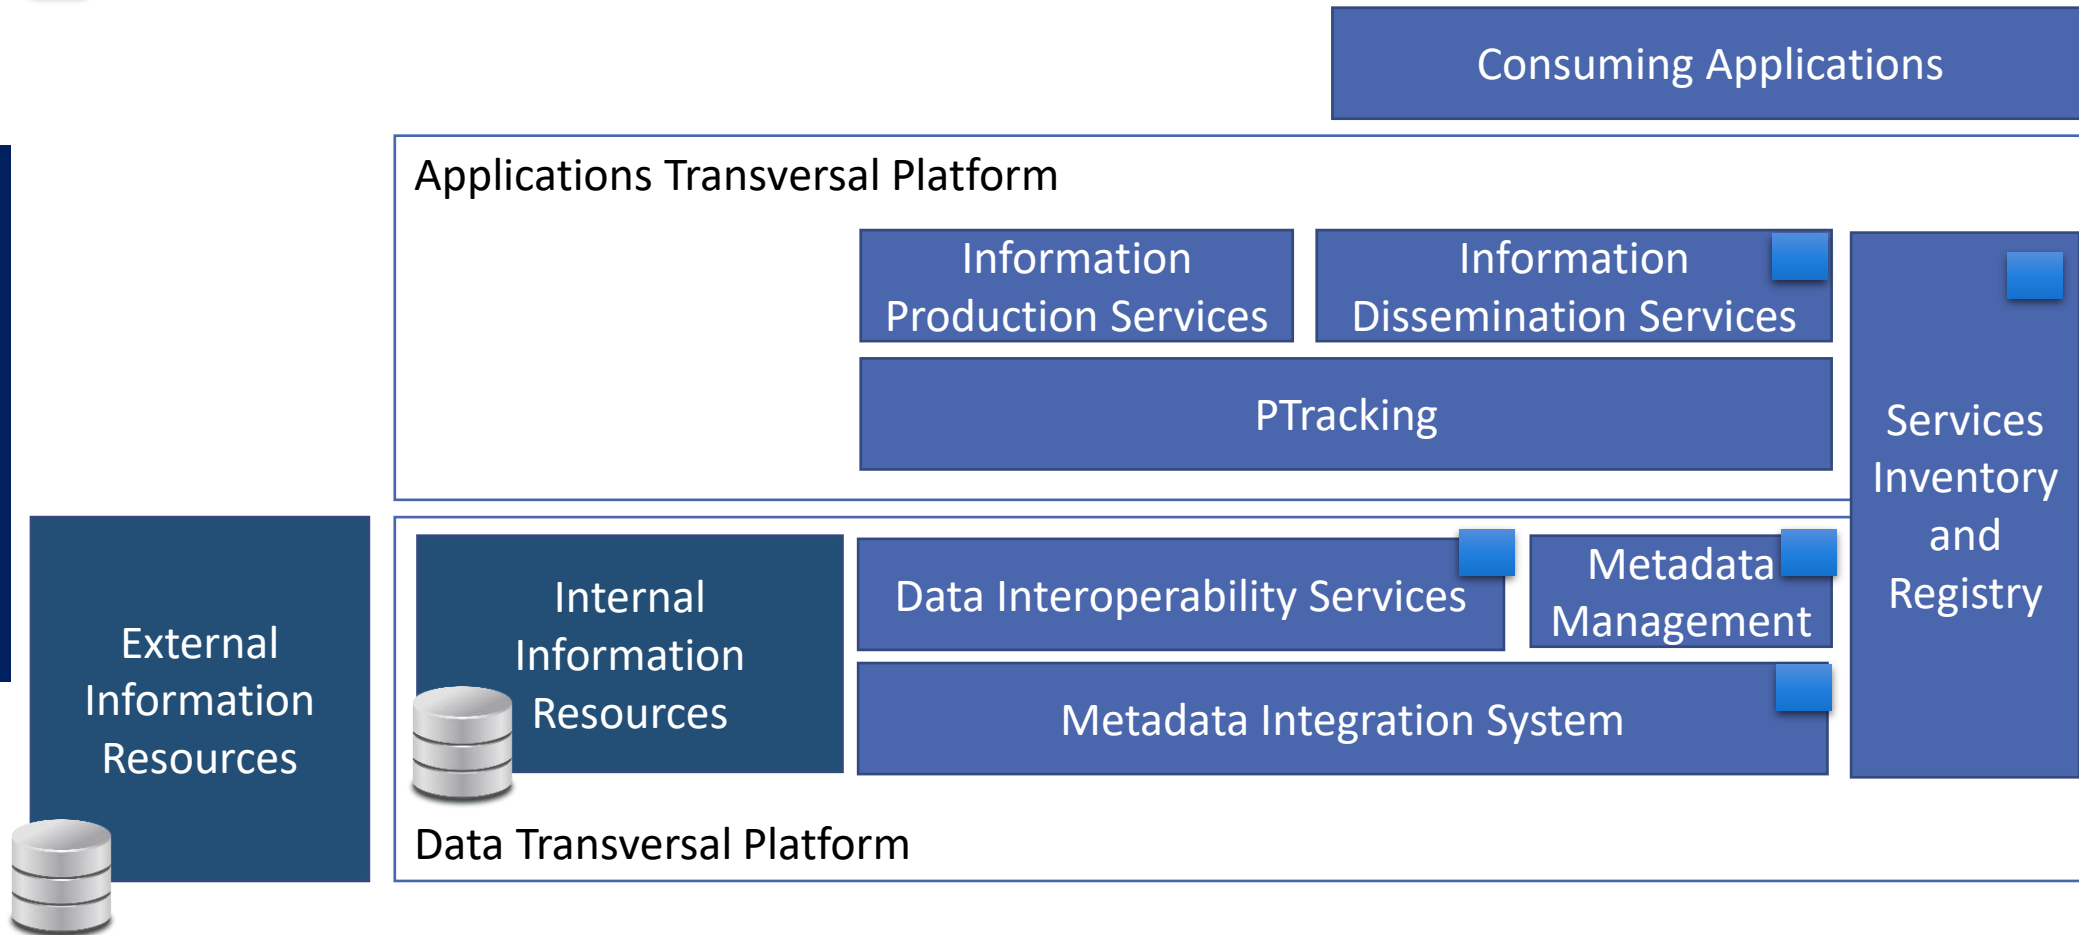 Consuming Applications
Applications Transversal Platform
Information
Production Services
Information
Dissemination Services
PTracking
Services
Inventory
and
Registry
External
Information
Resources
Internal
Information
Resources
Data Interoperability Services
Metadata
Management
Metadata Integration System
Data Transversal Platform